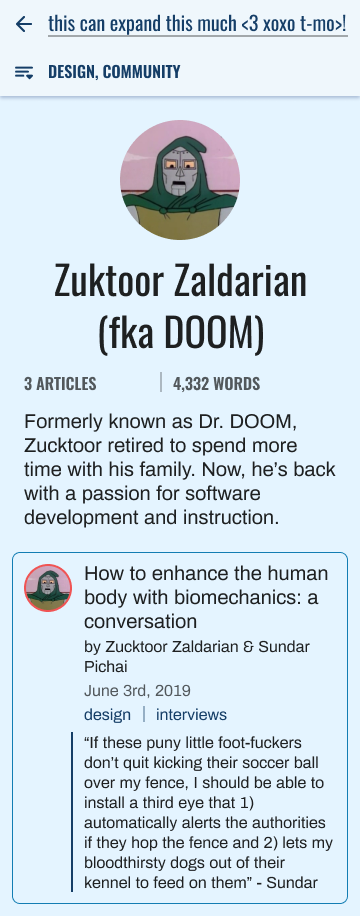 this can expand this much <3 xoxo t-mo>!
DESIGN, COMMUNITY
Zuktoor Zaldarian
(fka DOOM)
3 ARTICLES | 4,332 WORDS
Formerly known as Dr. DOOM,
Zucktoor retired to spend more
time with his family. Now, he's back
with a passion for software
development and instruction.
How to enhance the human
body with biomechanics: a
conversation
by Zucktoor Zaldarian & Sundar
Pichai
June 3rd, 2019
design | interviews
“If these puny little foot-fuckers
don't quit kicking their soccer ball
over my fence, I should be able to
install a third eye that 1)
automatically alerts the authorities
if they hop the fence and 2) lets my
bloodthirsty dogs out of their
kennel to feed on them” - Sundar